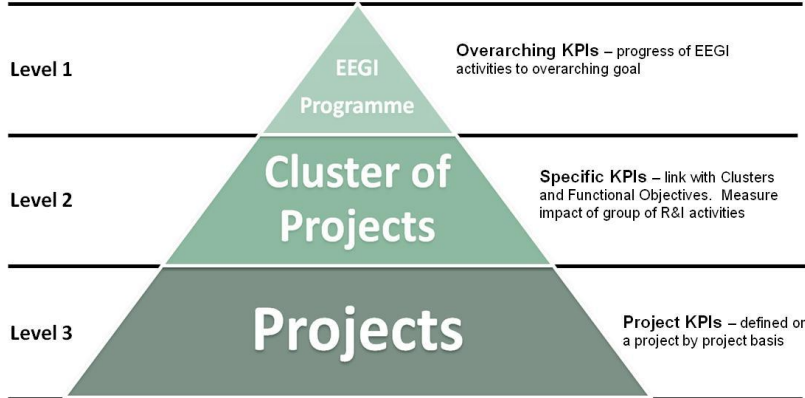 Level 1
EEGI
Programme
Overarching KPIs – progress of EEGI
activities to overarching goal
Level 2
Cluster of
Projects
Specific KPIs – link with Clusters
and Functional Objectives. Measure
impact of group of R&I activities
Level 3
Projects
Project KPIs – defined on
a project by project basis